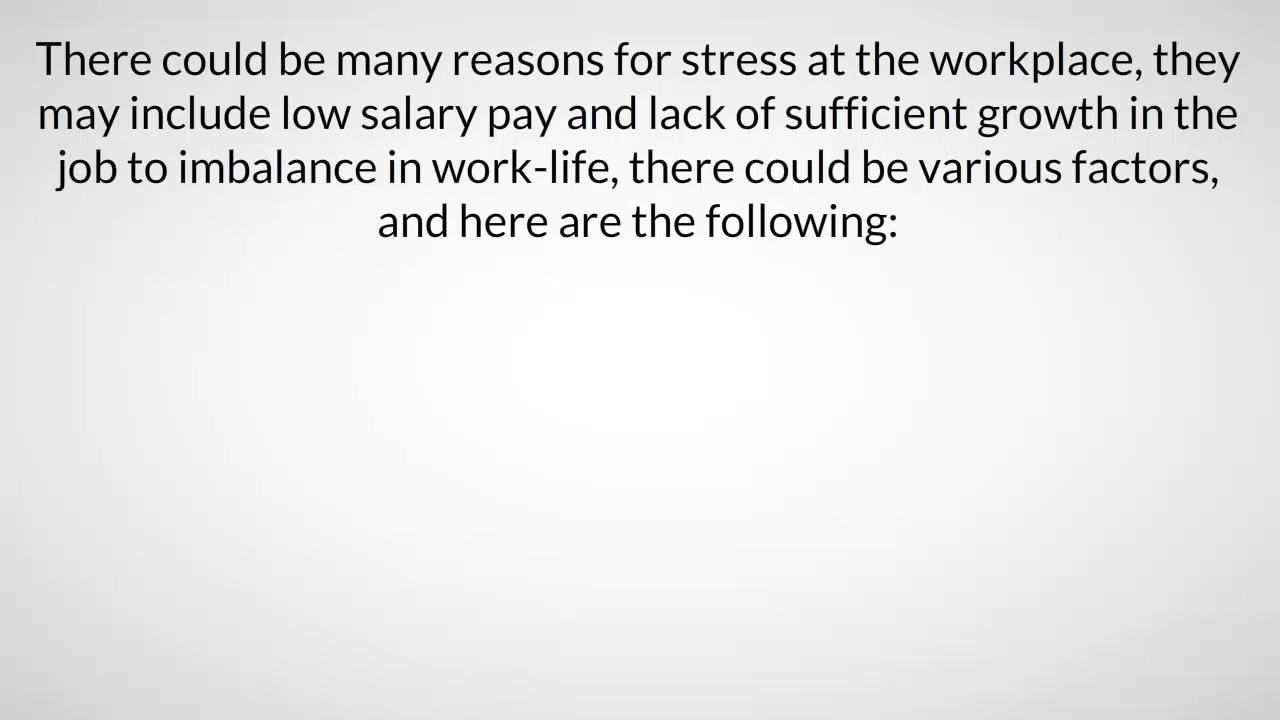 There could be many reasons for stress at the workplace, they
may include low salary pay and lack of sufficient growth in the
job to imbalance in work-life, there could be various factors,
and here are the following: